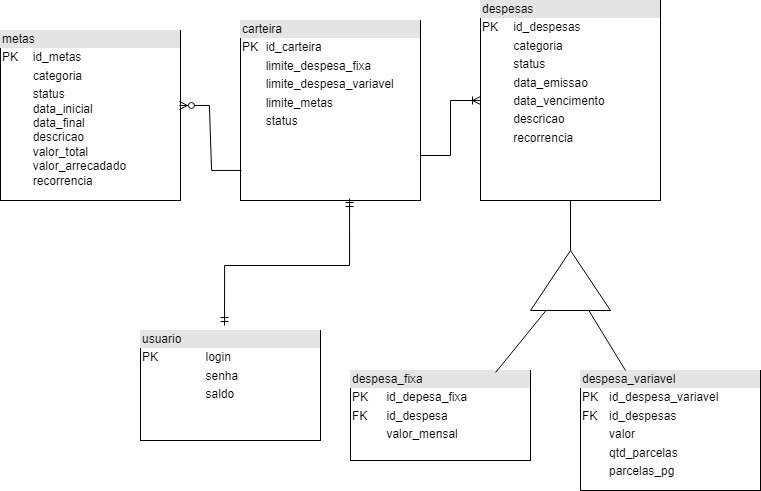 metas
PK id_metas
categoria
status
data_inicial
data_final
descricao
valor_total
valor_arrecadado
recorrencia
carteira
PK id_carteira
limite_despesa_fixa
limite_despesa_variavel
limite_metas
status
despesas
PK id_despesas
categoria
status
data_emissao
data_vencimento
descricao
recorrencia
usuario
PK login
senha
saldo
despesa_fixa
PK id_depesa_fixa
FK id_despesa
valor_mensal
despesa_variavel
PK id_despesa_variavel
FK id_despesas
valor
qtd_parcelas
parcelas_pg